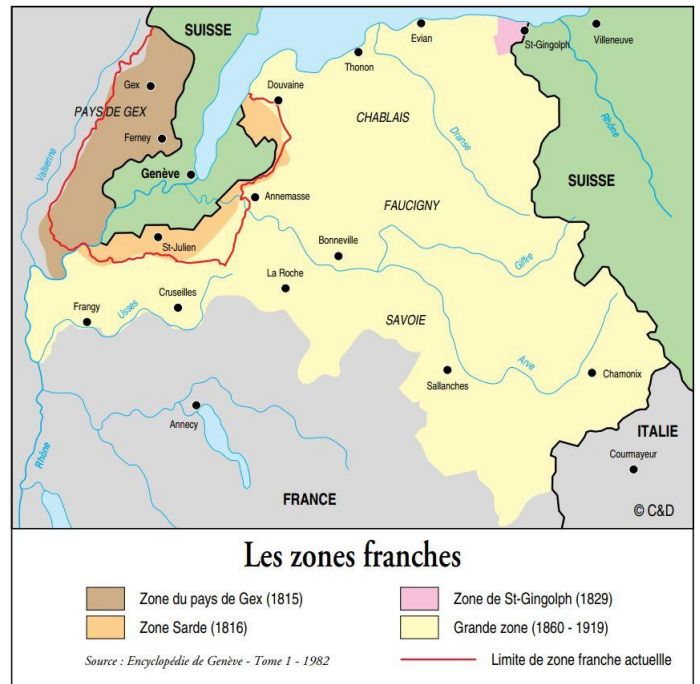 SUISSE
Evian
St-Gingolph
Villeneuve
Thonon
Gex
Douvaine
PAYS DE GEX
CHABLAIS
Rhône
Valserine
Ferney
Dranse
Genève
SUISSE
Annemasse
FAUCIGNY
St-Julien
Bonneville
Giffre
La Roche
Cruseilles
Frangy
Usses
SAVOIE
Arve
Sallanches
Chamonix
Annecy
ITALIE
Rhône
Courmayeur
FRANCE
© C&D
Les zones franches
Zone du pays de Gex (1815)
Zone de St-Gingolph (1829)
Zone Sarde (1816)
Grande zone (1860 - 1919)
Source : Encyclopédie de Genève - Tome 1 - 1982
Limite de zone franche actuellle